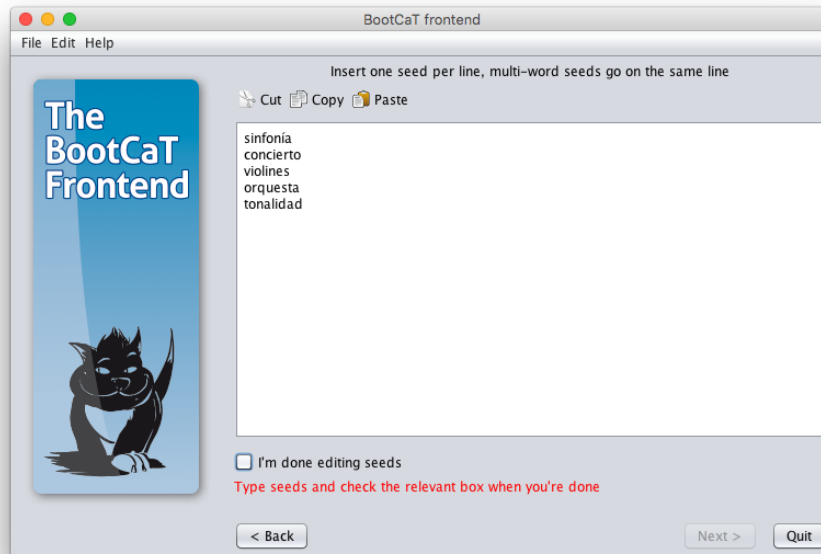 BootCaT frontend
File Edit Help
The
BootCaT
Frontend
Insert one seed per line, multi-word seeds go on the same line
Cut Copy Paste
sinfonía
concierto
violines
orquesta
tonalidad
I'm done editing seeds
Type seeds and check the relevant box when you're done
< Back Next > Quit